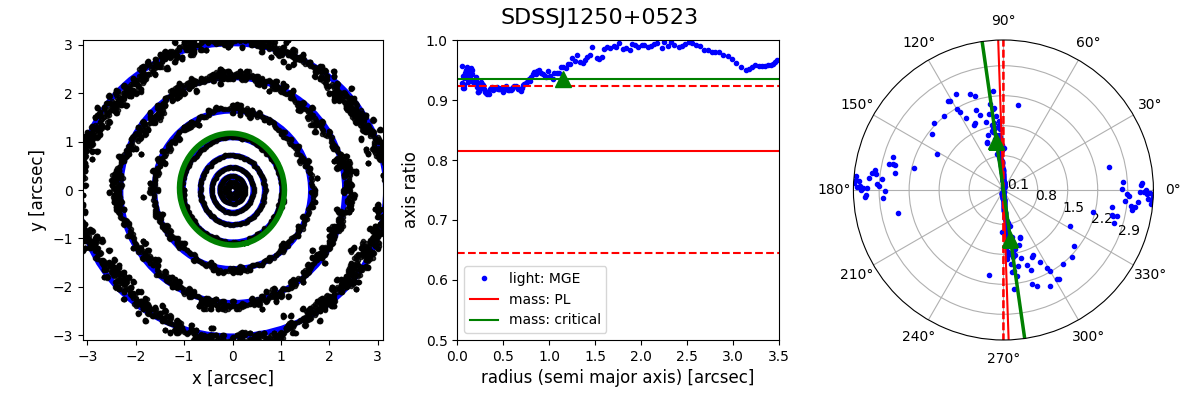 SDSSJ1250+0523
3
2
1
0
−1
−2
−3
y [arcsec]
−3 −2 −1 0 1 2 3
x [arcsec]
1.0
0.9
0.8
0.7
0.6
0.5
axis ratio
light: MGE
mass: PL
mass: critical
0.0 0.5 1.0 1.5 2.0 2.5 3.0 3.5
radius (semi major axis) [arcsec]
90°
120° 60°
150° 30°
180° 0°
0.1
0.8
1.5
2.2
2.9
210° 330°
240° 300°
270°